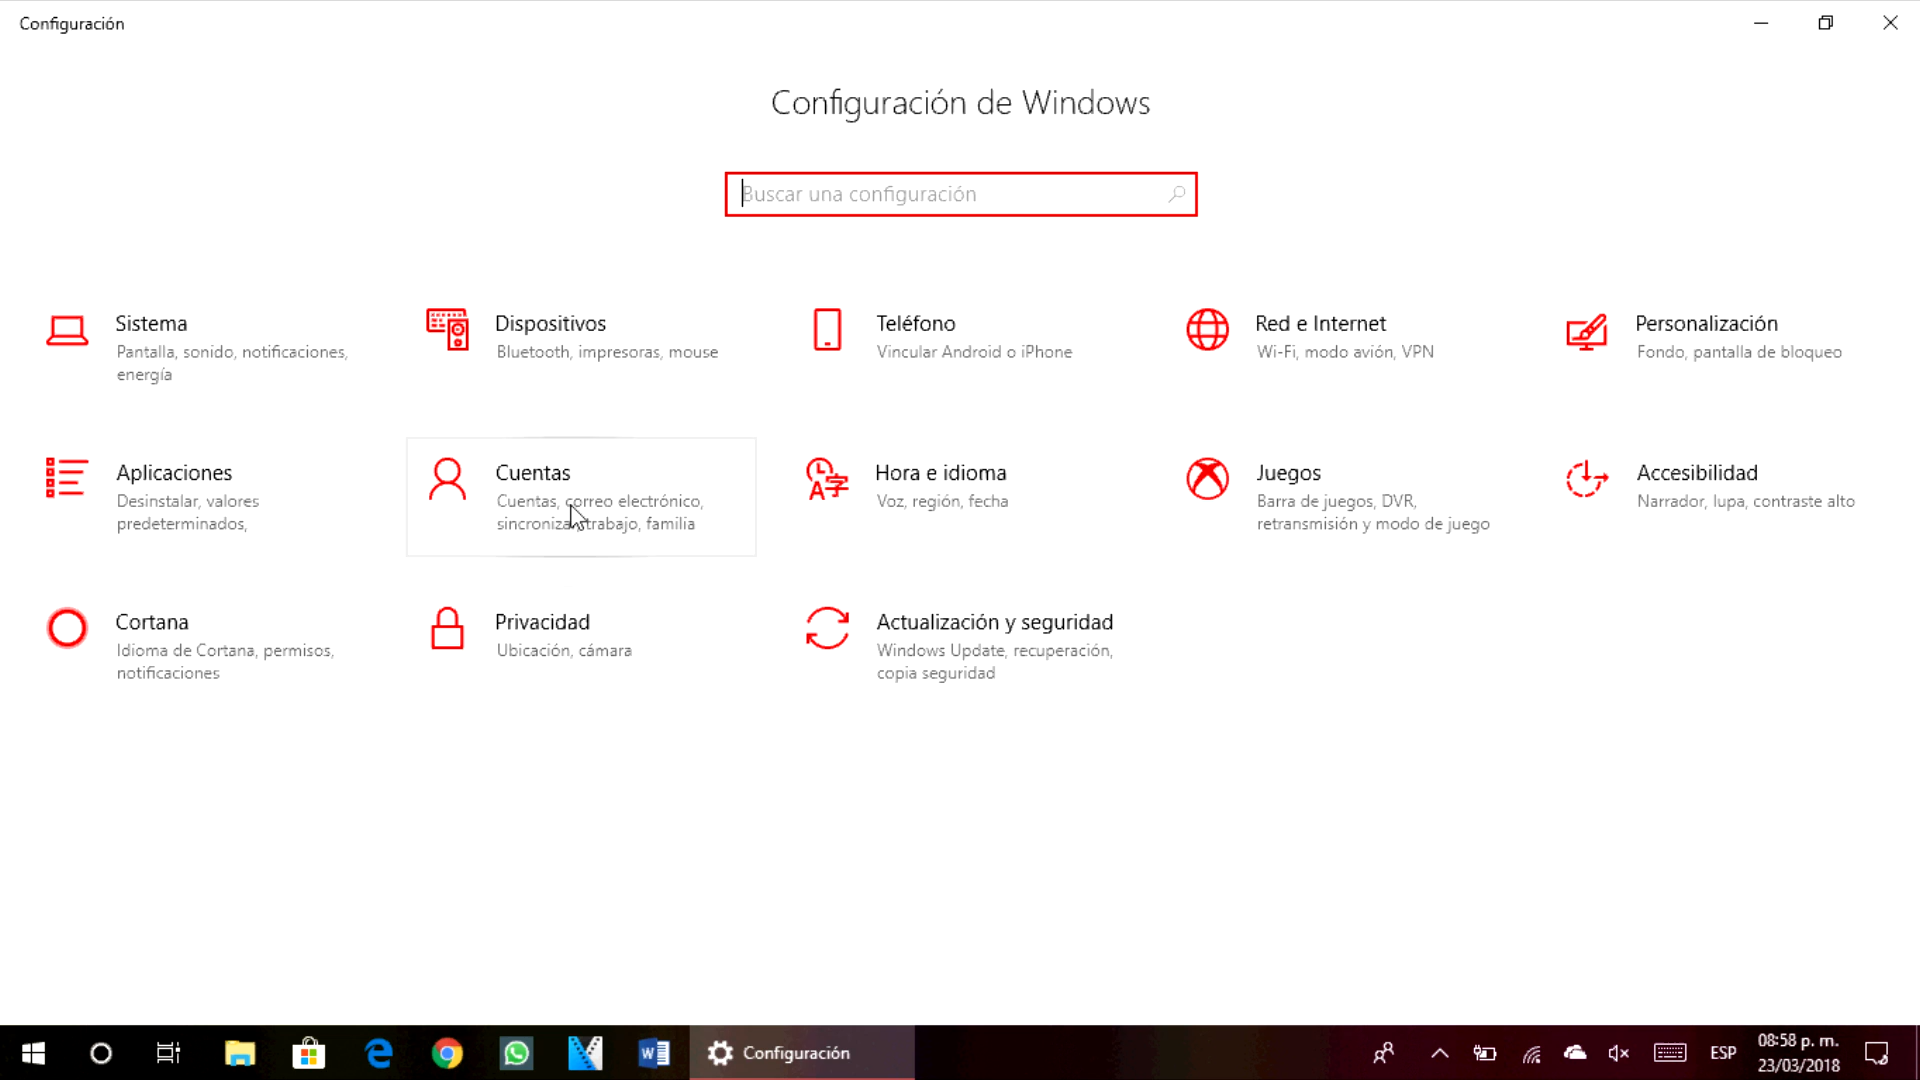 Configuración
Configuración de Windows
Buscar una configuración
Sistema
Pantalla, sonido, notificaciones,
energía
Dispositivos
Bluetooth, impresoras, mouse
Teléfono
Vincular Android o iPhone
Red e Internet
Wi-Fi, modo avión, VPN
Personalización
Fondo, pantalla de bloqueo
Aplicaciones
Desinstalar, valores
predeterminados,
Cuentas
Cuentas, correo electrónico,
sincronizar, trabajo, familia
Hora e idioma
Voz, región, fecha
Juegos
Barra de juegos, DVR,
retransmisión y modo de juego
Accesibilidad
Narrador, lupa, contraste alto
Cortana
Idioma de Cortana, permisos,
notificaciones
Privacidad
Ubicación, cámara
Actualización y seguridad
Windows Update, recuperación,
copia seguridad
Configuración
ESP
08:58 p. m.
23/03/2018